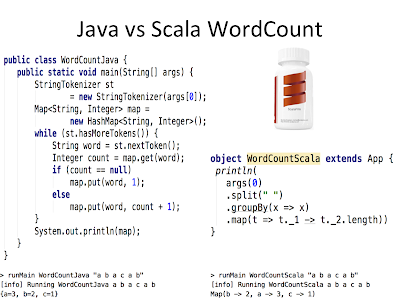 Java vs Scala WordCount
public class WordCountJava {
public static void main(String[] args) {
StringTokenizer st
= new StringTokenizer(args[0]);
Map<String, Integer> map =
new HashMap<String, Integer>();
while (st.hasMoreTokens()) {
String word = st.nextToken();
Integer count = map.get(word);
if (count == null)
map.put(word, 1);
else
map.put(word, count + 1);
}
System.out.println(map);
}
}
> runMain WordCountJava "a b a c a b"
[info] Running WordCountJava a b a c a b
{a=3, b=2, c=1}
object WordCountScala extends App {
println(
args(0)
.split(" ")
.groupBy(x => x)
.map(t => t._1 -> t._2.length))
}
> runMain WordCountScala "a b a c a b"
[info] Running WordCountScala a b a c a b
Map(b -> 2, a -> 3, c -> 1)